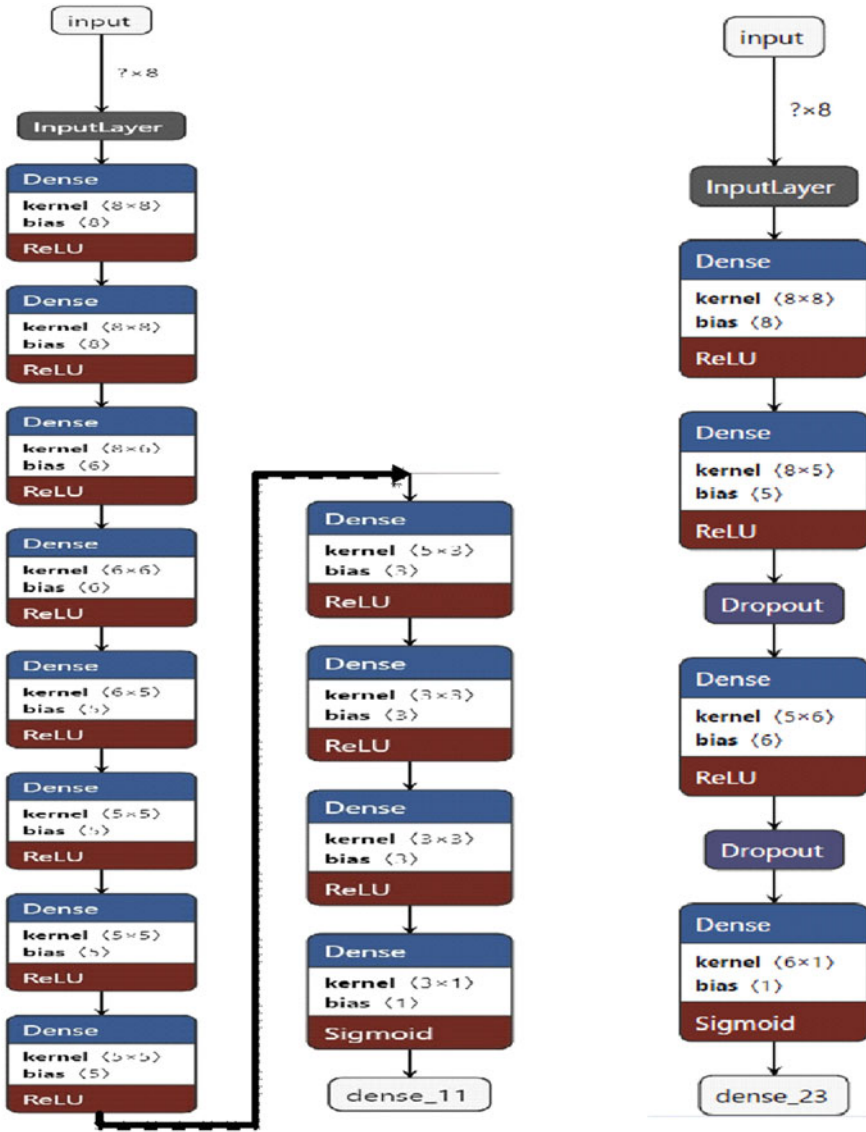 input
?×8
InputLayer
Dense
kernel (8×8)
bias (8)
ReLU
Dense
kernel (8×8)
bias (8)
ReLU
Dense
kernel (8×6)
bias (6)
ReLU
Dense
kernel (6×6)
bias (6)
ReLU
Dense
kernel (6×5)
bias (5)
ReLU
Dense
kernel (5×5)
bias (5)
ReLU
Dense
kernel (5×5)
bias (5)
ReLU
Dense
kernel (5×5)
bias (5)
ReLU
Dense
kernel (5×3)
bias (3)
ReLU
Dense
kernel (3×3)
bias (3)
ReLU
Dense
kernel (3×3)
bias (3)
ReLU
Dense
kernel (3×1)
bias (1)
Sigmoid
dense_11
input
?×8
InputLayer
Dense
kernel (8×8)
bias (8)
ReLU
Dense
kernel (8×5)
bias (5)
ReLU
Dropout
Dense
kernel (5×6)
bias (6)
ReLU
Dropout
Dense
kernel (6×1)
bias (1)
Sigmoid
dense_23